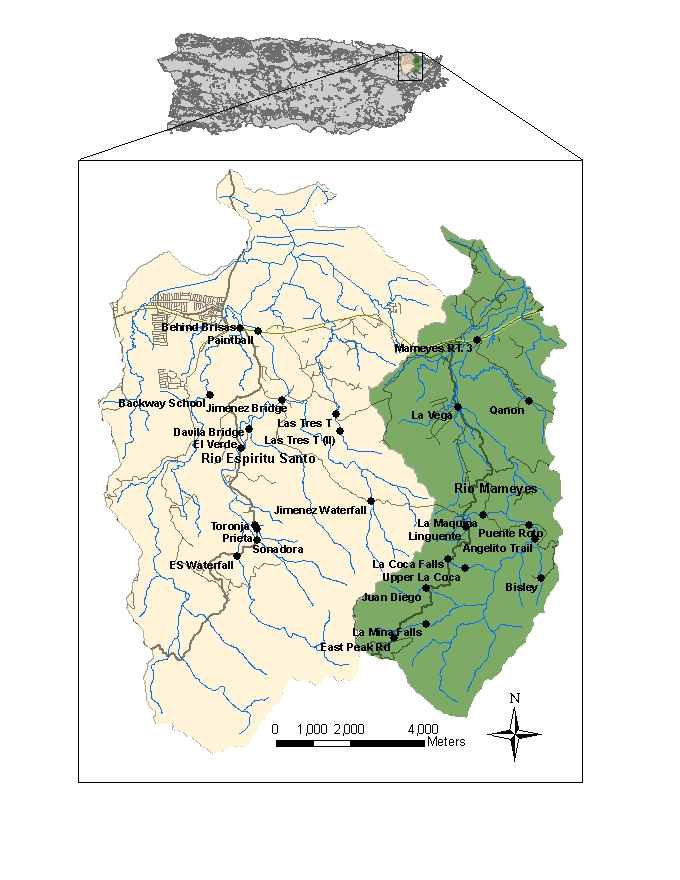 Behind Brisas
Paintball
Mameyes RT. 3
Backway School
Jimenez Bridge
La Vega
Qanon
Las Tres T
Davila Bridge
Las Tres T (II)
El Verde
Rio Espiritu Santo
Rio Mameyes
Jimenez Waterfall
La Maquina
Toronja
Puente Roto
Linguente
Prieta
Angelito Trail
Sonadora
ES Waterfall
La Coca Falls
Upper La Coca
Bisley
Juan Diego
La Mina Falls
East Peak Rd
N
0 1,000 2,000 4,000
Meters